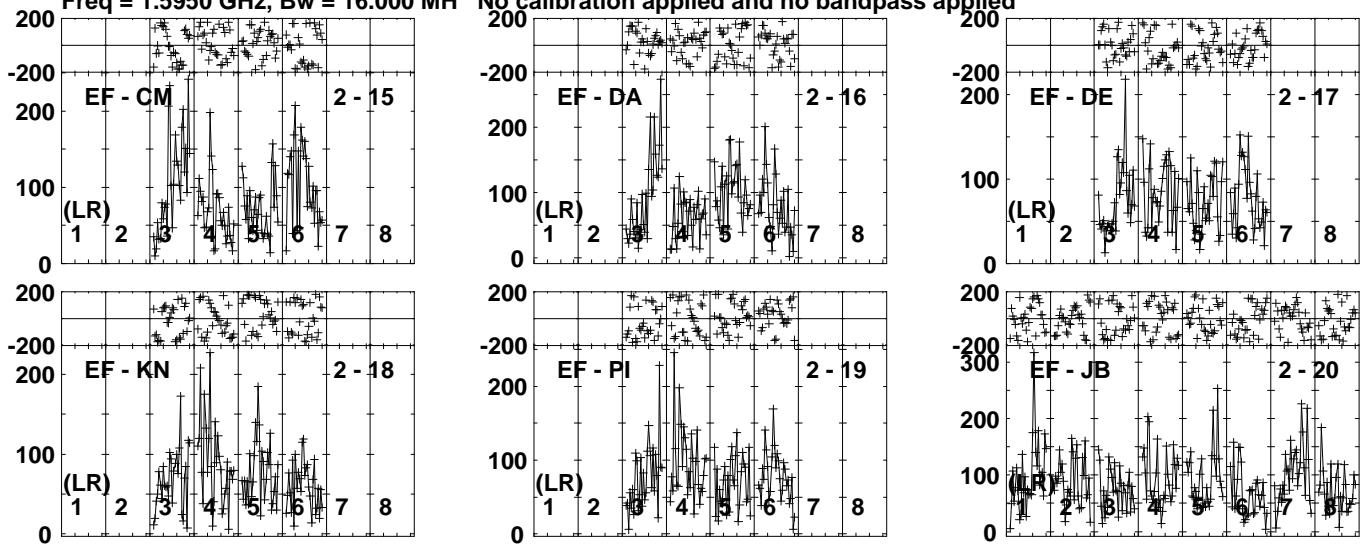 Freq = 1.5950 GHz, Bw = 16.000 MH No calibration applied and no bandpass applied
200
-200
EF - CM 2 - 15
200
100
(LR)
1 2 3 4 5 6 7 8
0
200
-200
EF - DA 2 - 16
200
100
(LR)
1 2 3 4 5 6 7 8
0
200
-200
EF - DE 2 - 17
200
100
(LR)
1 2 3 4 5 6 7 8
0
200
-200
EF - KN 2 - 18
200
100
(LR)
1 2 3 4 5 6 7 8
0
200
-200
EF - PI 2 - 19
200
100
(LR)
1 2 3 4 5 6 7 8
0
200
-200
300
EF - JB 2 - 20
200
100
(LR)
1 2 3 4 5 6 7 8
0